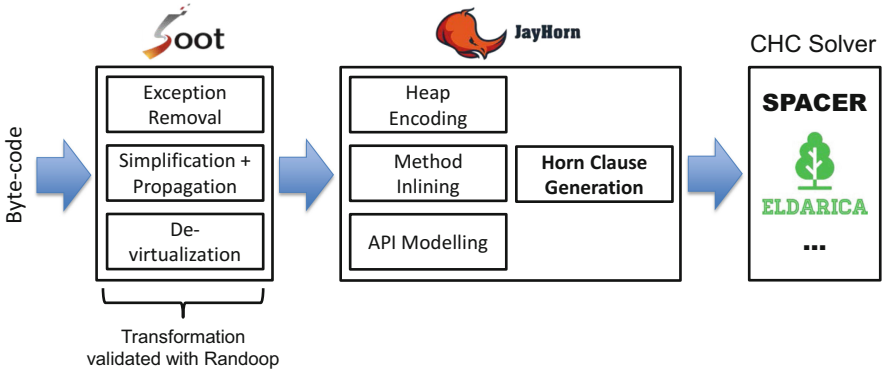 Soot
JayHorn
CHC Solver
Byte-code
Exception
Removal
Simplification +
Propagation
De-
virtualization
Heap
Encoding
Method
Inlining
API Modelling
Horn Clause
Generation
SPACER
ELDARICA
...
Transformation
validated with Randoop